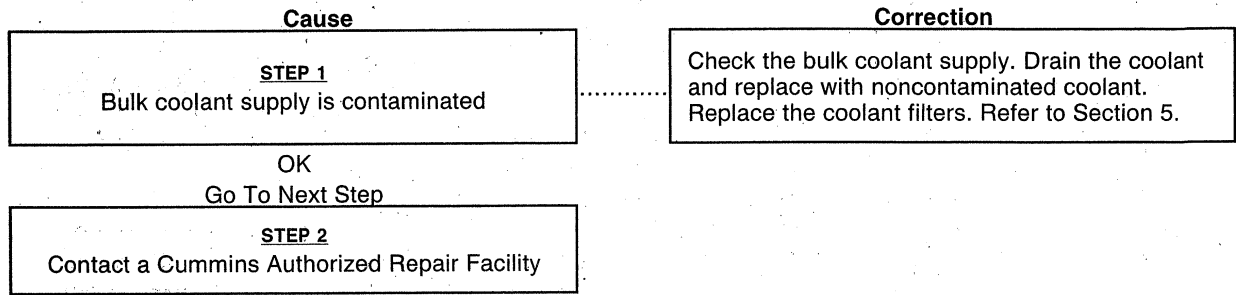 Cause
Correction
STEP 1
Bulk coolant supply is contaminated
Check the bulk coolant supply. Drain the coolant
and replace with noncontaminated coolant.
Replace the coolant filters. Refer to Section 5.
OK
Go To Next Step
STEP 2
Contact a Cummins Authorized Repair Facility